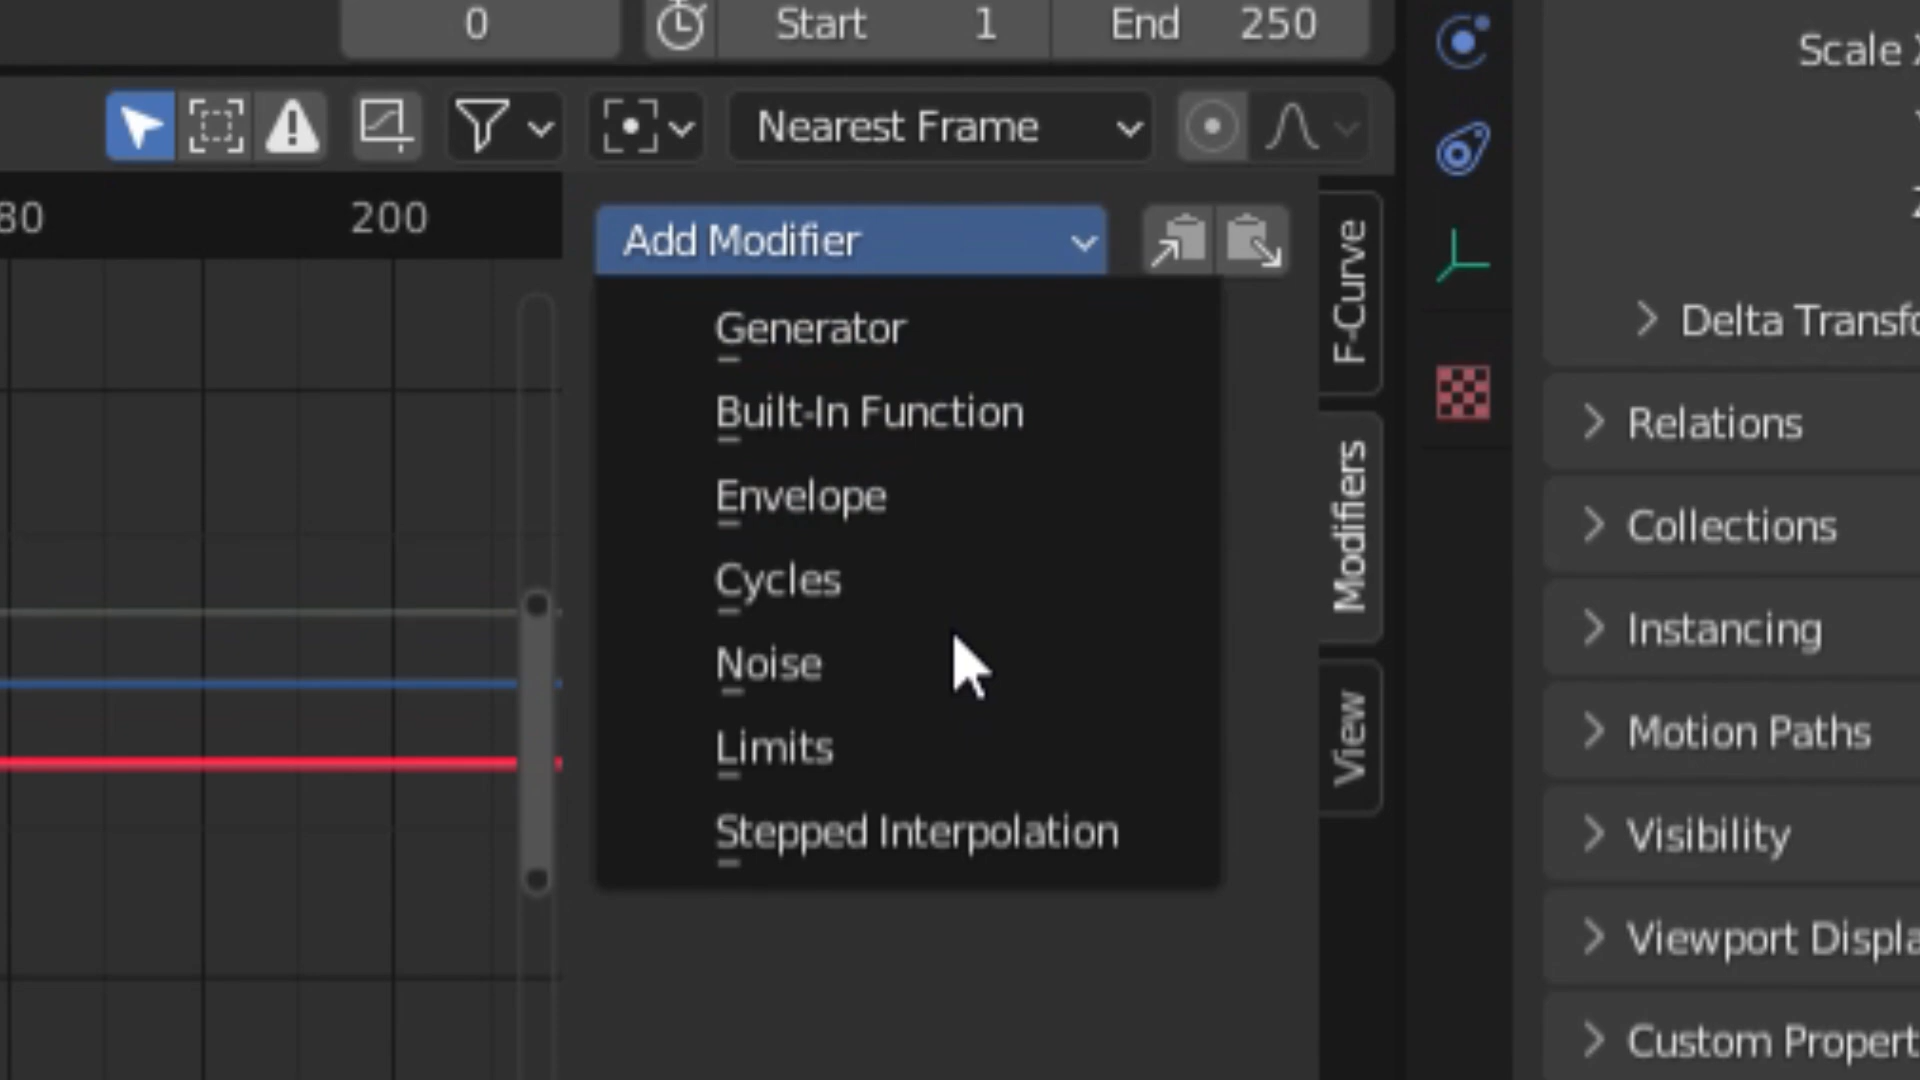 0 Start 1 End 250
Scale
Nearest Frame
80 200
Add Modifier
Generator
Built-In Function
Envelope
Cycles
Noise
Limits
Stepped Interpolation
F-Curve
Modifiers
View
Delta Transfo
Relations
Collections
Instancing
Motion Paths
Visibility
Viewport Displa
Custom Propert